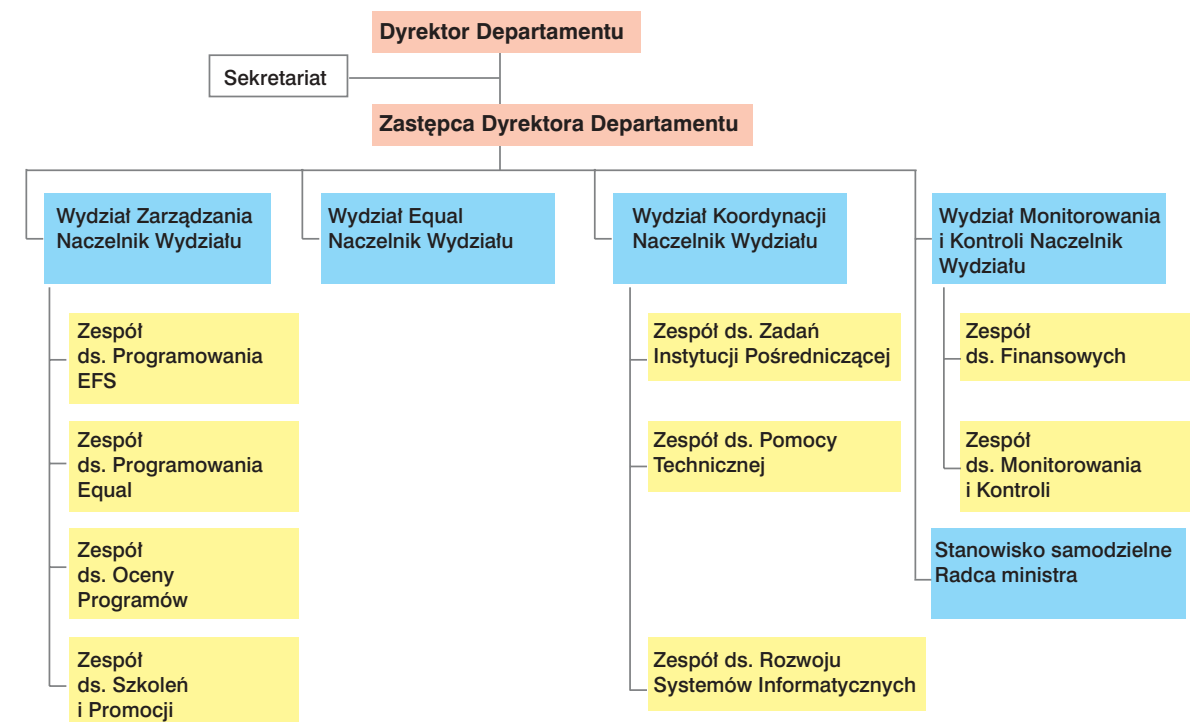 Dyrektor Departamentu
Sekretariat
Zastępca Dyrektora Departamentu
Wydział Zarządzania
Naczelnik Wydziału
Wydział Equal
Naczelnik Wydziału
Wydział Koordynacji
Naczelnik Wydziału
Wydział Monitorowania
i Kontroli Naczelnik
Wydziału
Zespół
ds. Programowania
EFS
Zespół
ds. Programowania
Equal
Zespół
ds. Oceny
Programów
Zespół
ds. Szkoleń
i Promocji
Zespół ds. Zadań
Instytucji Pośredniczącej
Zespół ds. Pomocy
Technicznej
Zespół ds. Rozwoju
Systemów Informatycznych
Zespół
ds. Finansowych
Zespół
ds. Monitorowania
i Kontroli
Stanowisko samodzielne
Radca ministra